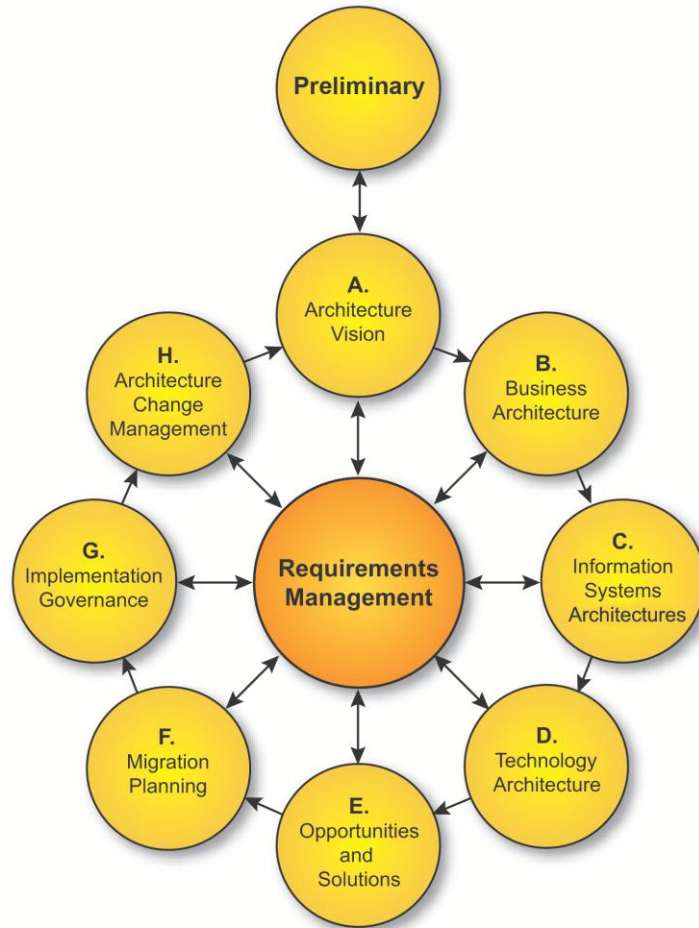 Preliminary
A.
Architecture
Vision
B.
Business
Architecture
C.
Information
Systems
Architectures
D.
Technology
Architecture
E.
Opportunities
and
Solutions
F.
Migration
Planning
G.
Implementation
Governance
H.
Architecture
Change
Management
Requirements
Management